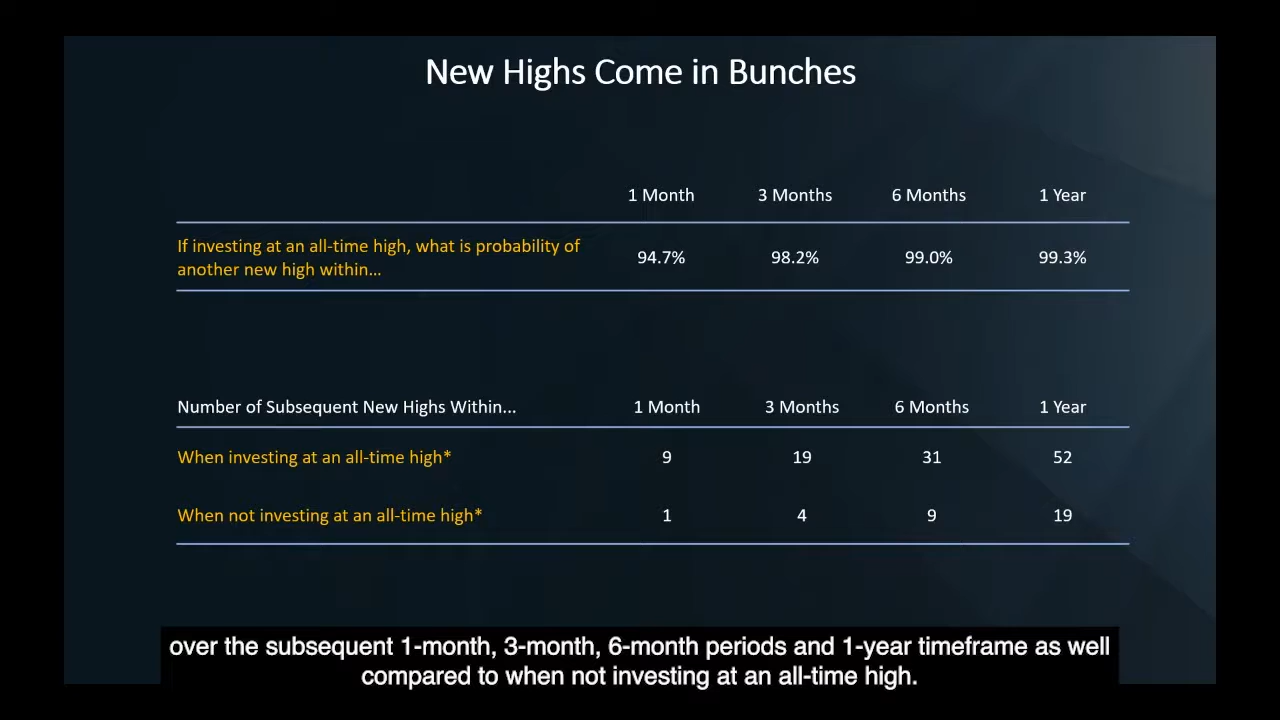 New Highs Come in Bunches
1 Month 3 Months 6 Months 1 Year
If investing at an all-time high, what is probability of
another new high within...
94.7% 98.2% 99.0% 99.3%
Number of Subsequent New Highs Within... 1 Month 3 Months 6 Months 1 Year
When investing at an all-time high* 9 19 31 52
When not investing at an all-time high* 1 4 9 19
over the subsequent 1-month, 3-month, 6-month periods and 1-year timeframe as well
compared to when not investing at an all-time high.